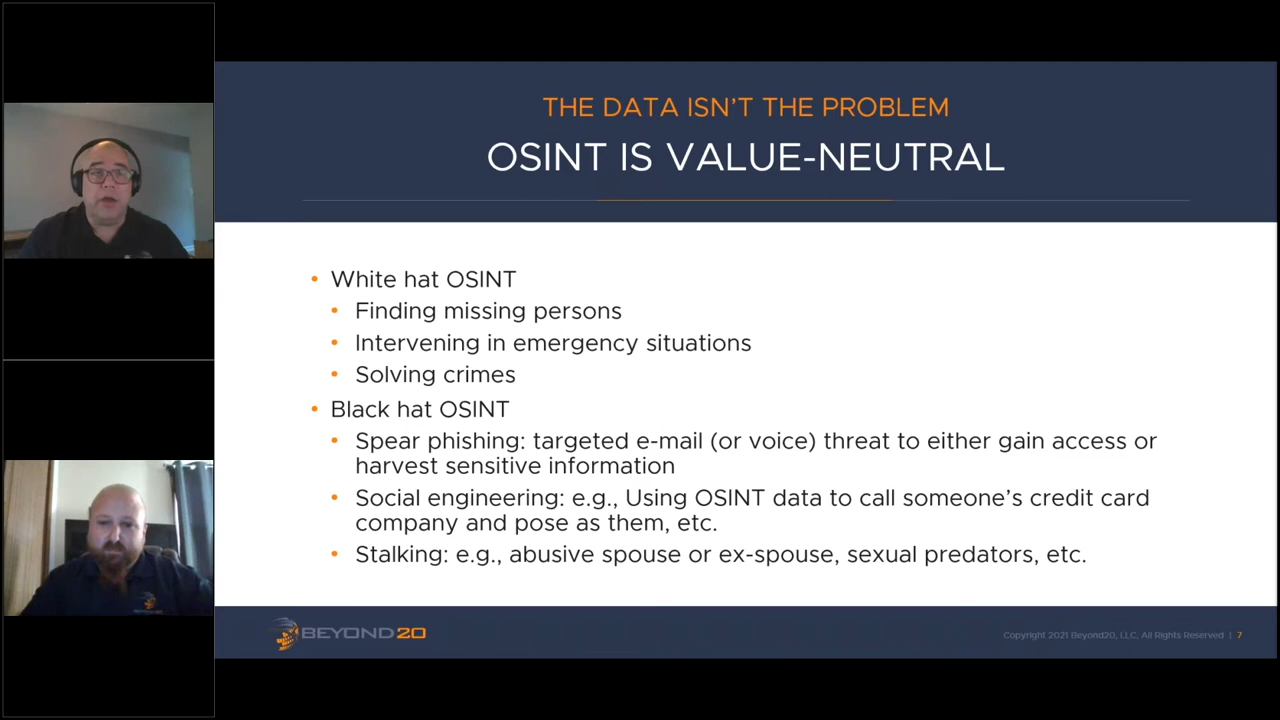 THE DATA ISN'T THE PROBLEM
OSINT IS VALUE-NEUTRAL
• White hat OSINT
• Finding missing persons
• Intervening in emergency situations
• Solving crimes
• Black hat OSINT
• Spear phishing: targeted e-mail (or voice) threat to either gain access or
harvest sensitive information
• Social engineering: e.g., Using OSINT data to call someone's credit card
company and pose as them, etc.
• Stalking: e.g., abusive spouse or ex-spouse, sexual predators, etc.
BEYOND20
Copyright 2021 Beyond20, LLC, All Rights Reserved | 7